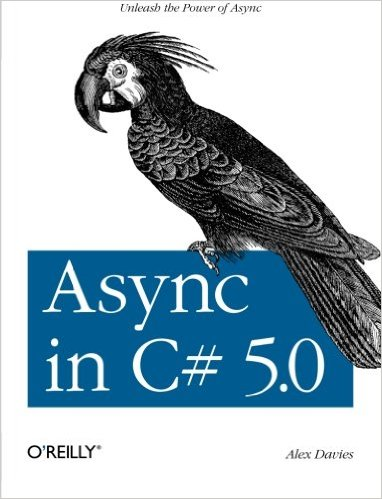 Unleash the Power of Async
Async
in C# 5.0
O'REILLY®
Alex Davies